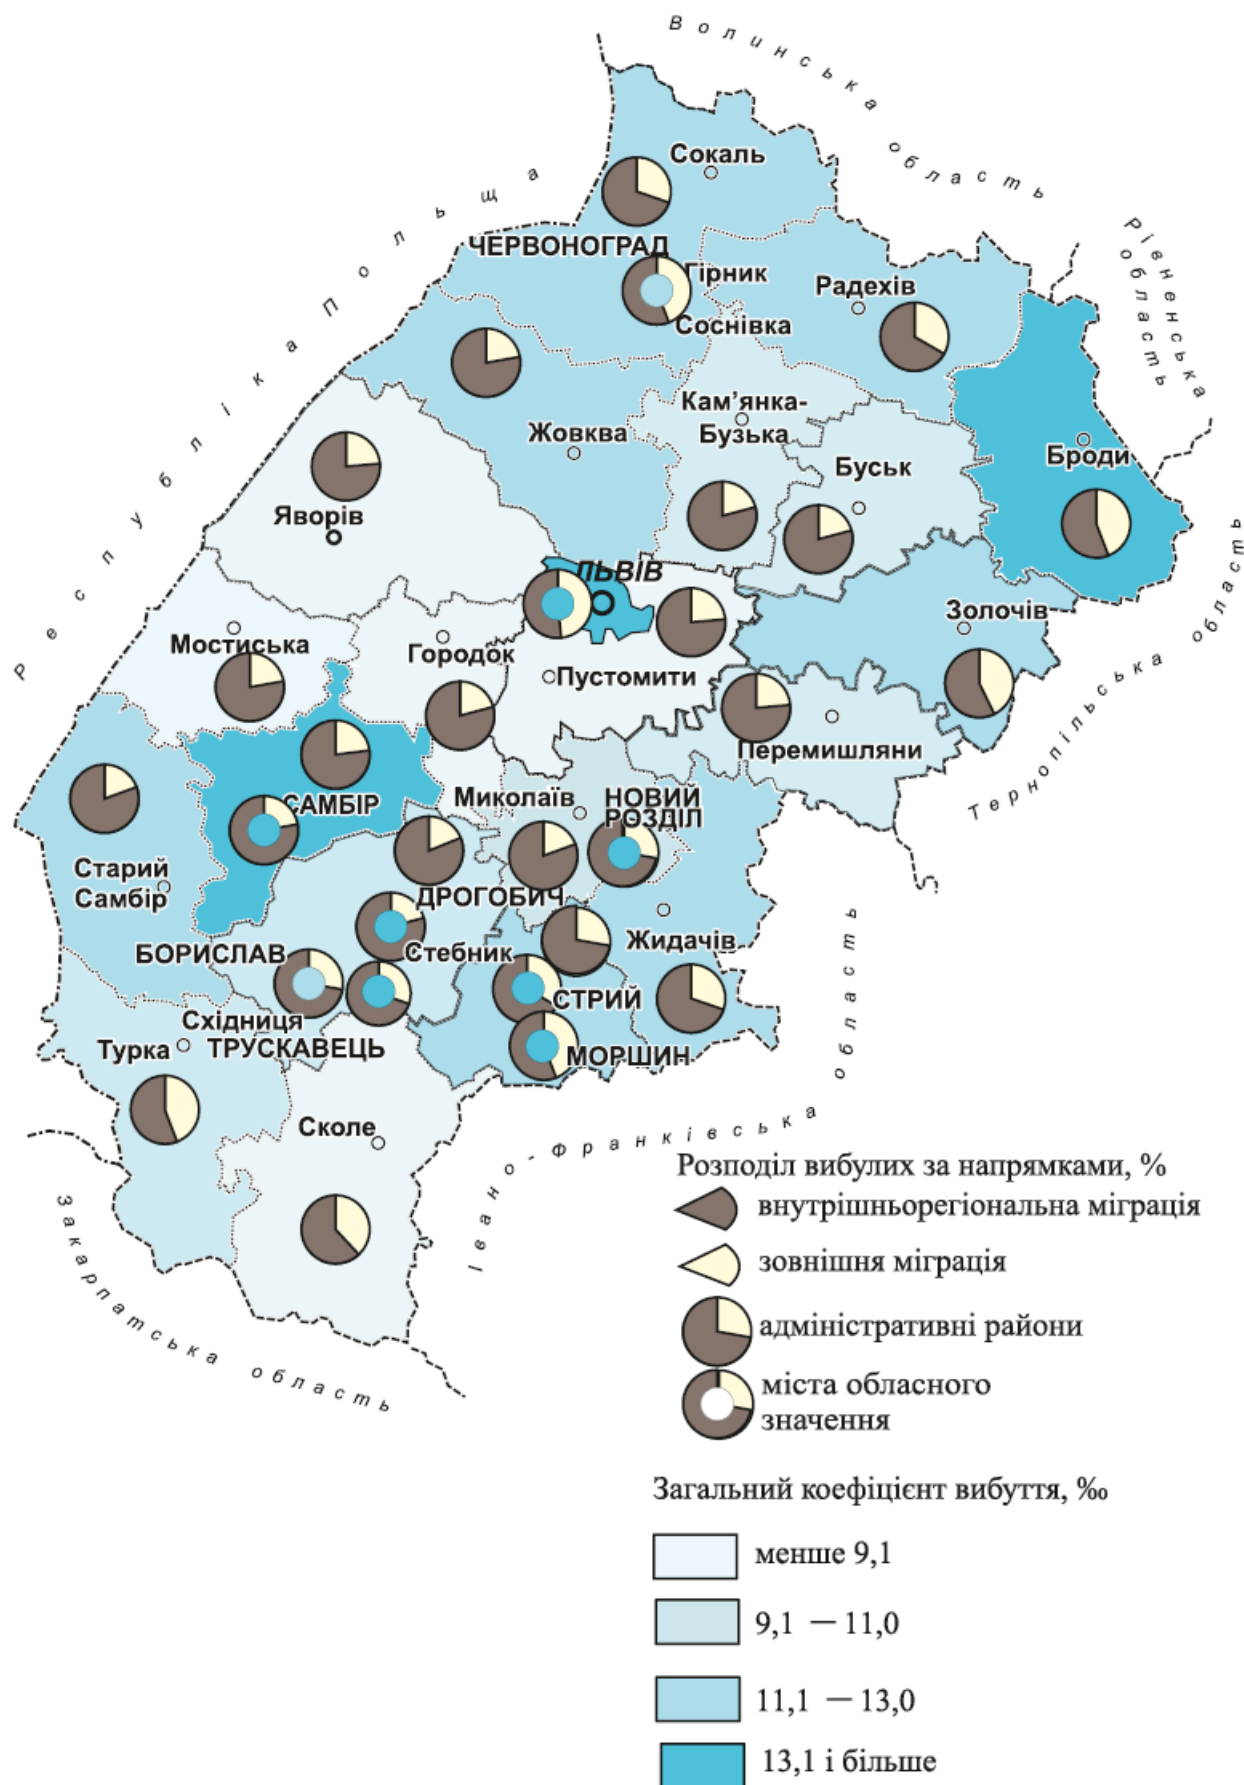 Волинська область
Рівненська
область
Республіка Польща
Сокаль
ЧЕРВОНОГРАД
Гірник
Соснівка
Радехів
Кам’янка-
Бузька
Жовква
Буськ
Броди
Яворів
ЛЬВІВ
Золочів
Мостиська
Городок
Пустомити
Перемишляни
Тернопільська область
САМБІР
Миколаїв
НОВИЙ
РОЗДІЛ
Старий
Самбір
ДРОГОБИЧ
БОРИСЛАВ
Стебник
Жидачів
СТРИЙ
Східниця
Турка
ТРУСКАВЕЦЬ
МОРШИН
Сколе
Івано-Франківська область
Закарпатська область
Розподіл вибулих за напрямками, %
внутрішньорегіональна міграція
зовнішня міграція
адміністративні райони
міста обласного
значення
Загальний коефіцієнт вибуття, ‰
менше 9,1
9,1 — 11,0
11,1 — 13,0
13,1 і більше